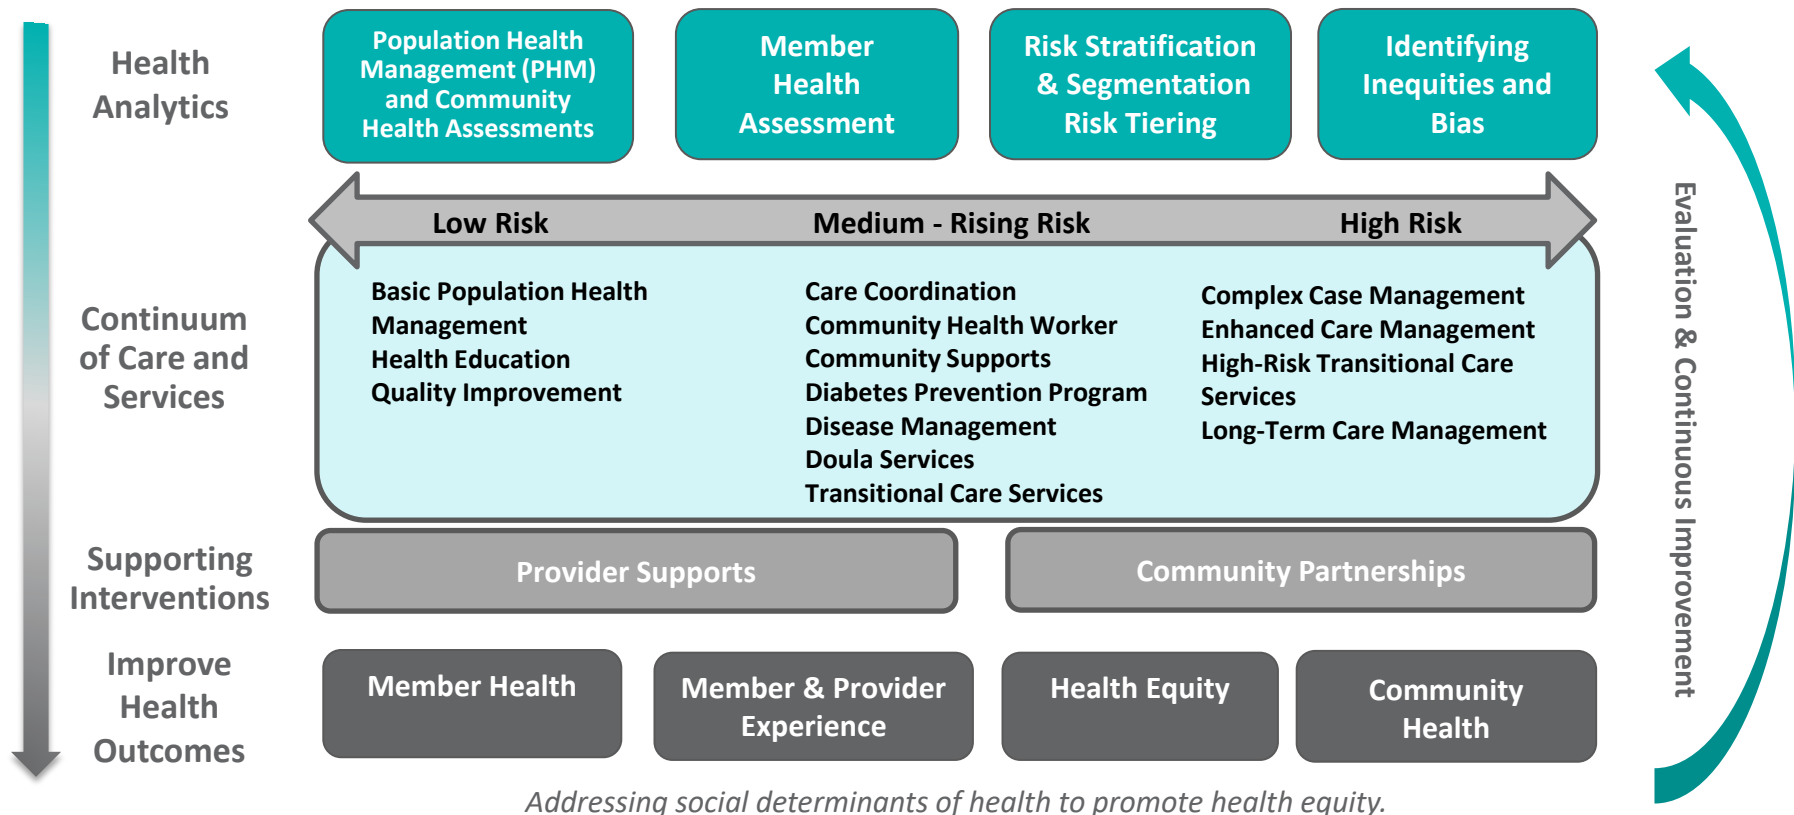 Health
Analytics
Population Health
Management (PHM)
and Community
Health Assessments
Member
Health
Assessment
Risk Stratification
& Segmentation
Risk Tiering
Identifying
Inequities and
Bias
Low Risk
Medium - Rising Risk
High Risk
Continuum
of Care and
Services
Basic Population Health
Management
Health Education
Quality Improvement
Care Coordination
Community Health Worker
Community Supports
Diabetes Prevention Program
Disease Management
Doula Services
Transitional Care Services
Complex Case Management
Enhanced Care Management
High-Risk Transitional Care
Services
Long-Term Care Management
Supporting
Interventions
Provider Supports
Community Partnerships
Improve
Health
Outcomes
Member Health
Member & Provider
Experience
Health Equity
Community
Health
Evaluation & Continuous Improvement
Addressing social determinants of health to promote health equity.